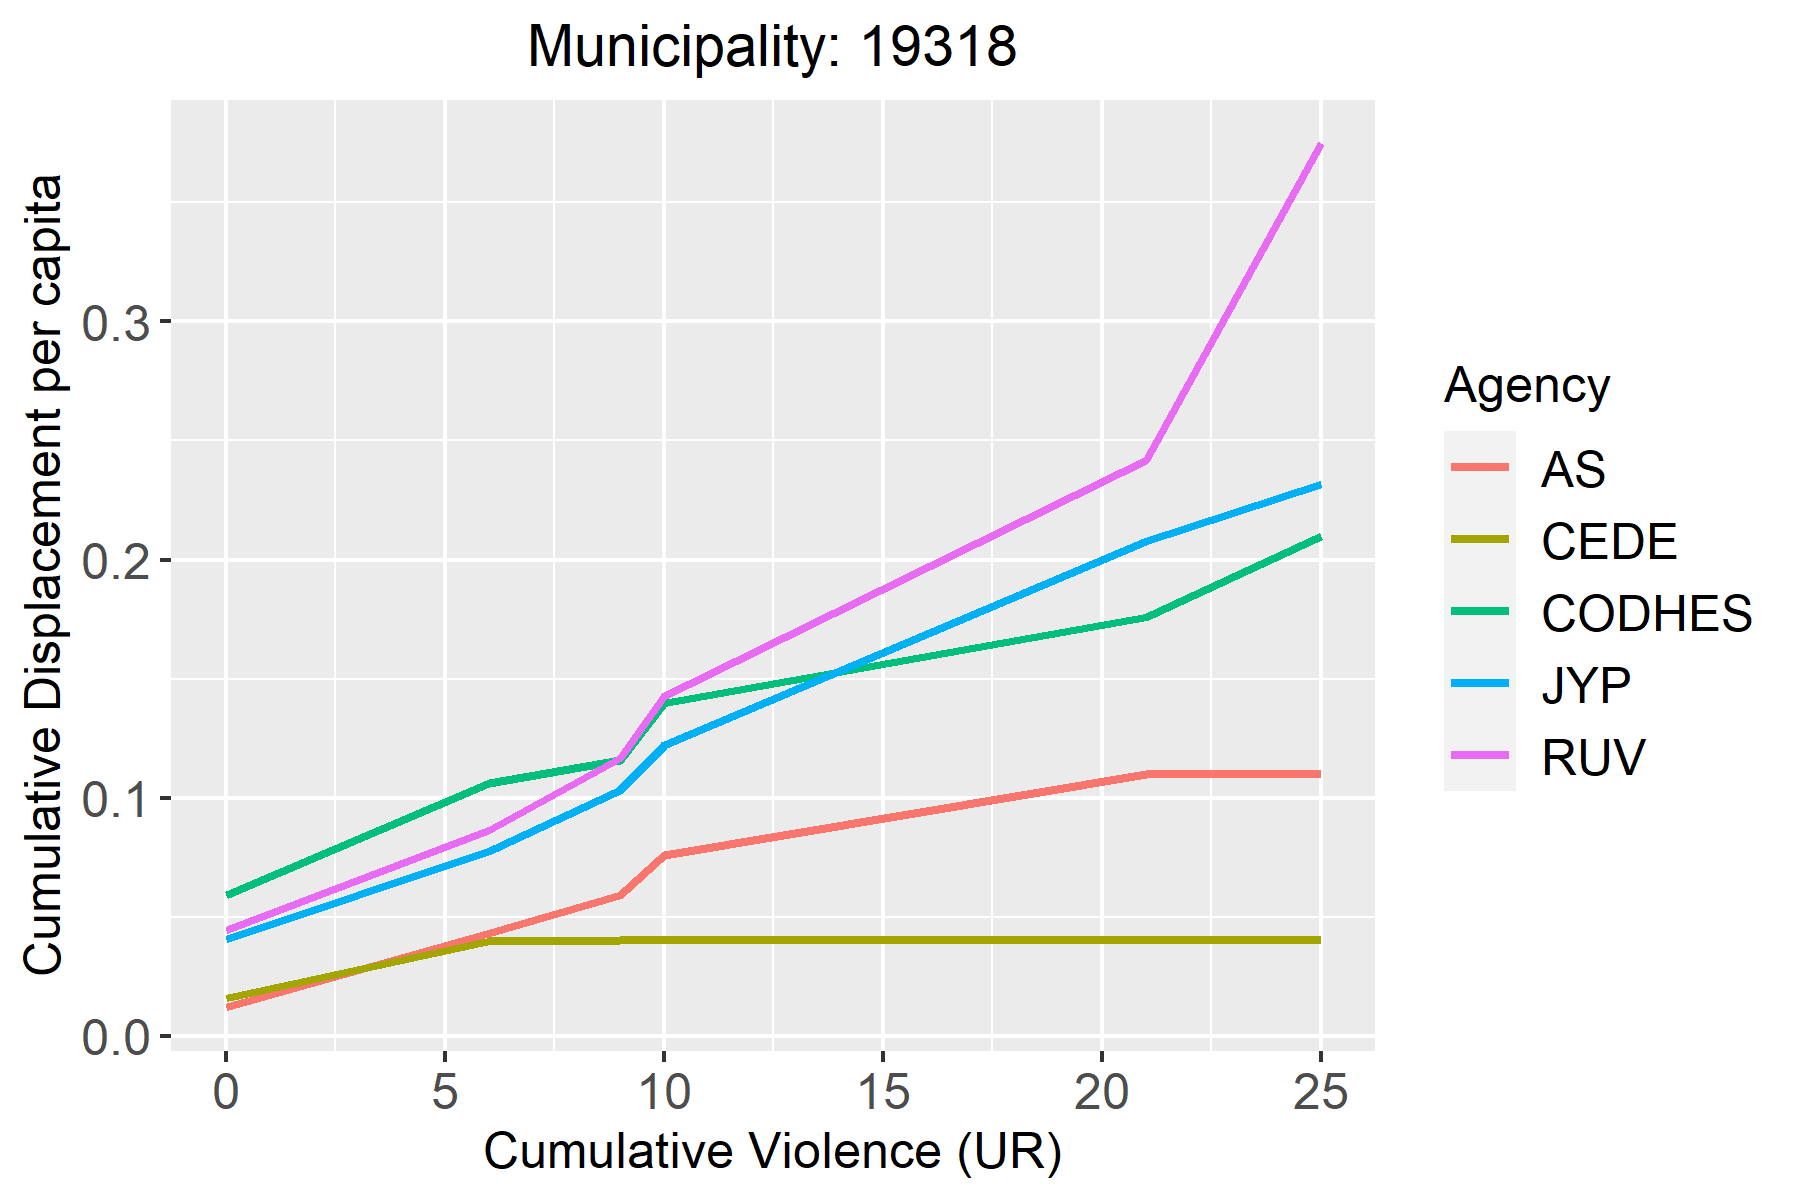 Municipality: 19318
Cumulative Displacement per capita
0.3
0.2
0.1
0.0
0 5 10 15 20 25
Cumulative Violence (UR)
Agency
AS
CEDE
CODHES
JYP
RUV